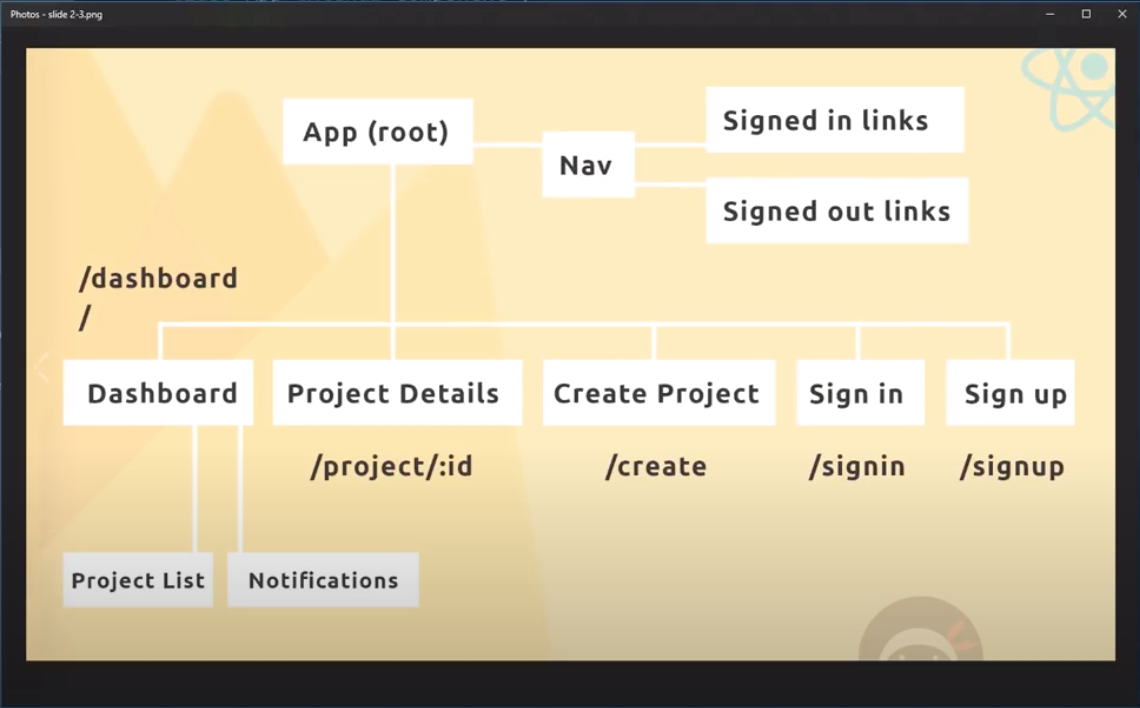 Photos - slide 2-3.png
App (root)
Nav
Signed in links
Signed out links
/dashboard
/
Dashboard
Project Details
Create Project
Sign in
Sign up
/project/:id
/create
/signin
/signup
Project List
Notifications